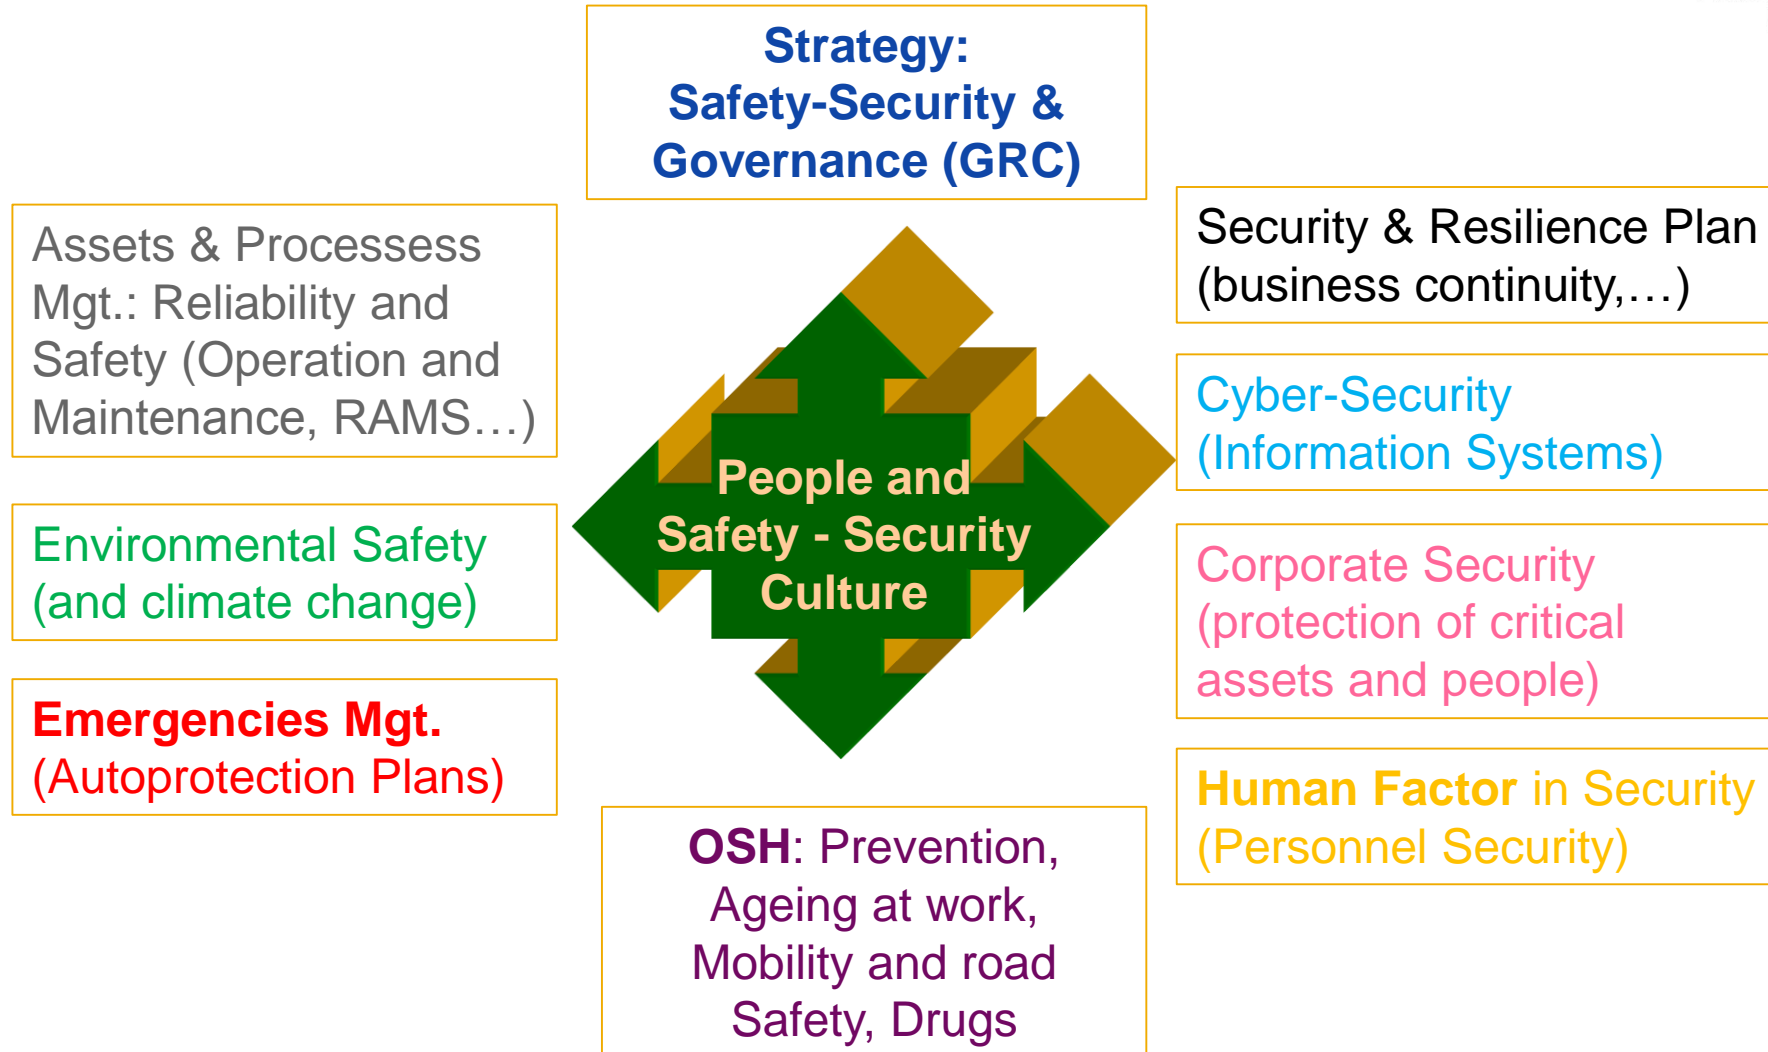 Strategy:
Safety-Security &
Governance (GRC)
Assets & Processess
Mgt.: Reliability and
Safety (Operation and
Maintenance, RAMS…)
Environmental Safety
(and climate change)
Emergencies Mgt.
(Autoprotection Plans)
People and
Safety - Security
Culture
OSH: Prevention,
Ageing at work,
Mobility and road
Safety, Drugs
Security & Resilience Plan
(business continuity,…)
Cyber-Security
(Information Systems)
Corporate Security
(protection of critical
assets and people)
Human Factor in Security
(Personnel Security)